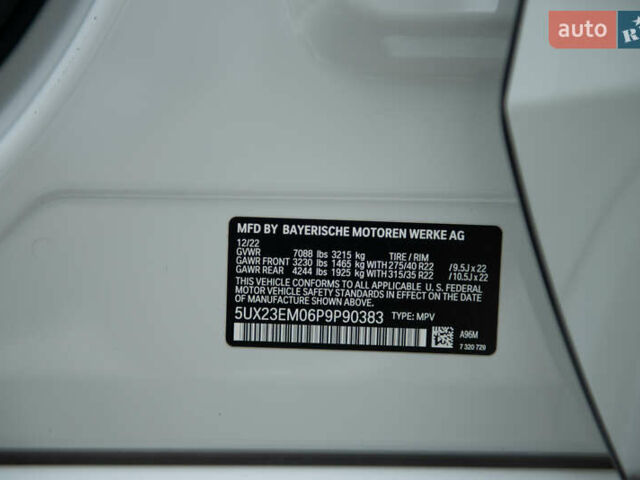 auto R
MFD BY BAYERISCHE MOTOREN WERKE AG
12/22
GVWR 7088 lbs 3215 kg TIRE / RIM
GAWR FRONT 3230 lbs 1465 kg WITH 275/40 R22 /9.5J x 22
GAWR REAR 4244 lbs 1925 kg WITH 315/35 R22 /10.5J x 22
THIS VEHICLE CONFORMS TO ALL APPLICABLE U. S. FEDERAL
MOTOR VEHICLE SAFETY STANDARDS IN EFFECT ON THE DATE OF
MANUFACTURE SHOWN ABOVE.
5UX23EM06P9P90383 TYPE: MPV
A96M
7 320 720